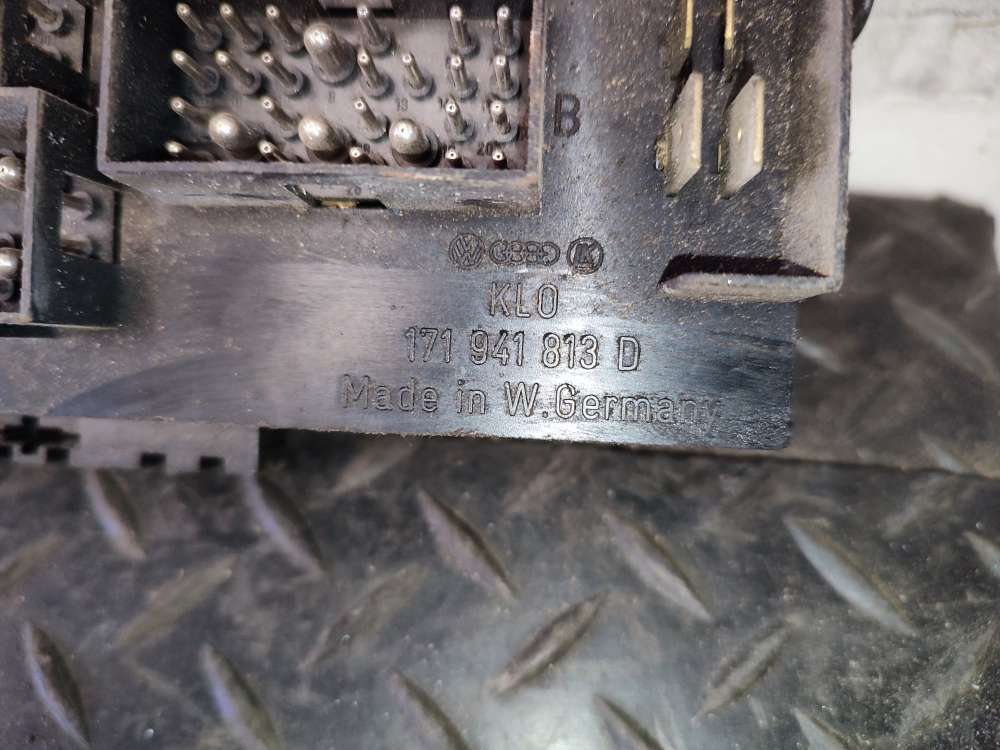 B
KLO
171 941 813 D
Made in W. Germany